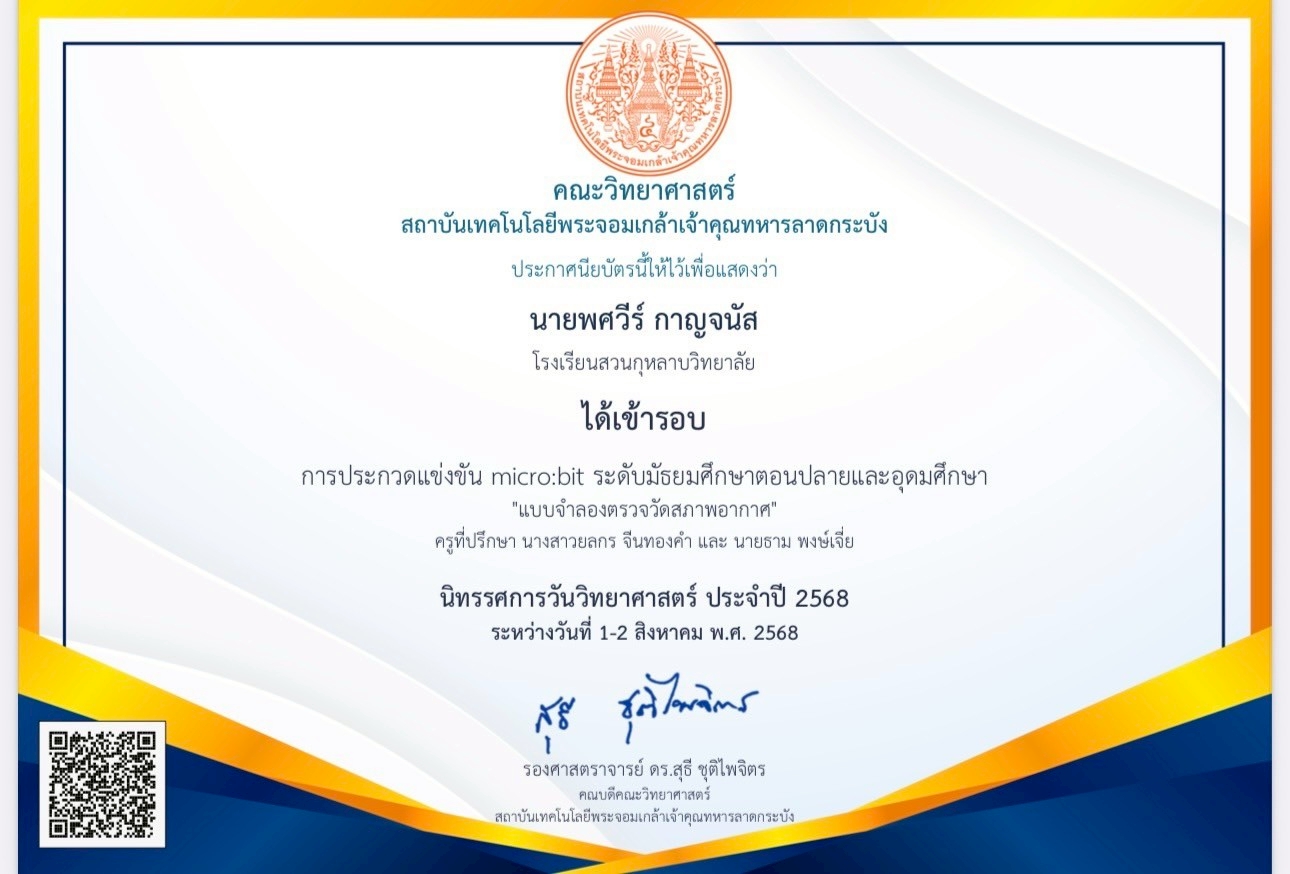 สถาบันเทคโนโลยีพระจอมเกล้าเจ้าคุณทหารลาดกระบัง
๔
คณะวิทยาศาสตร์
สถาบันเทคโนโลยีพระจอมเกล้าเจ้าคุณทหารลาดกระบัง
ประกาศนียบัตรนี้ให้ไว้เพื่อแสดงว่า
นายพศวีร์ กาญจนัส
โรงเรียนสวนกุหลาบวิทยาลัย
ได้เข้ารอบ
การประกวดแข่งขัน micro:bit ระดับมัธยมศึกษาตอนปลายและอุดมศึกษา
"แบบจำลองตรวจวัดสภาพอากาศ"
ครูที่ปรึกษา นางสาวยลกร จีนทองคำ และ นายธาม พงษ์เจี่ย
นิทรรศการวันวิทยาศาสตร์ ประจำปี 2568
ระหว่างวันที่ 1-2 สิงหาคม พ.ศ. 2568
สุธี ชุติไพจิตร
รองศาสตราจารย์ ดร.สุธี ชุติไพจิตร
คณบดีคณะวิทยาศาสตร์
สถาบันเทคโนโลยีพระจอมเกล้าเจ้าคุณทหารลาดกระบัง